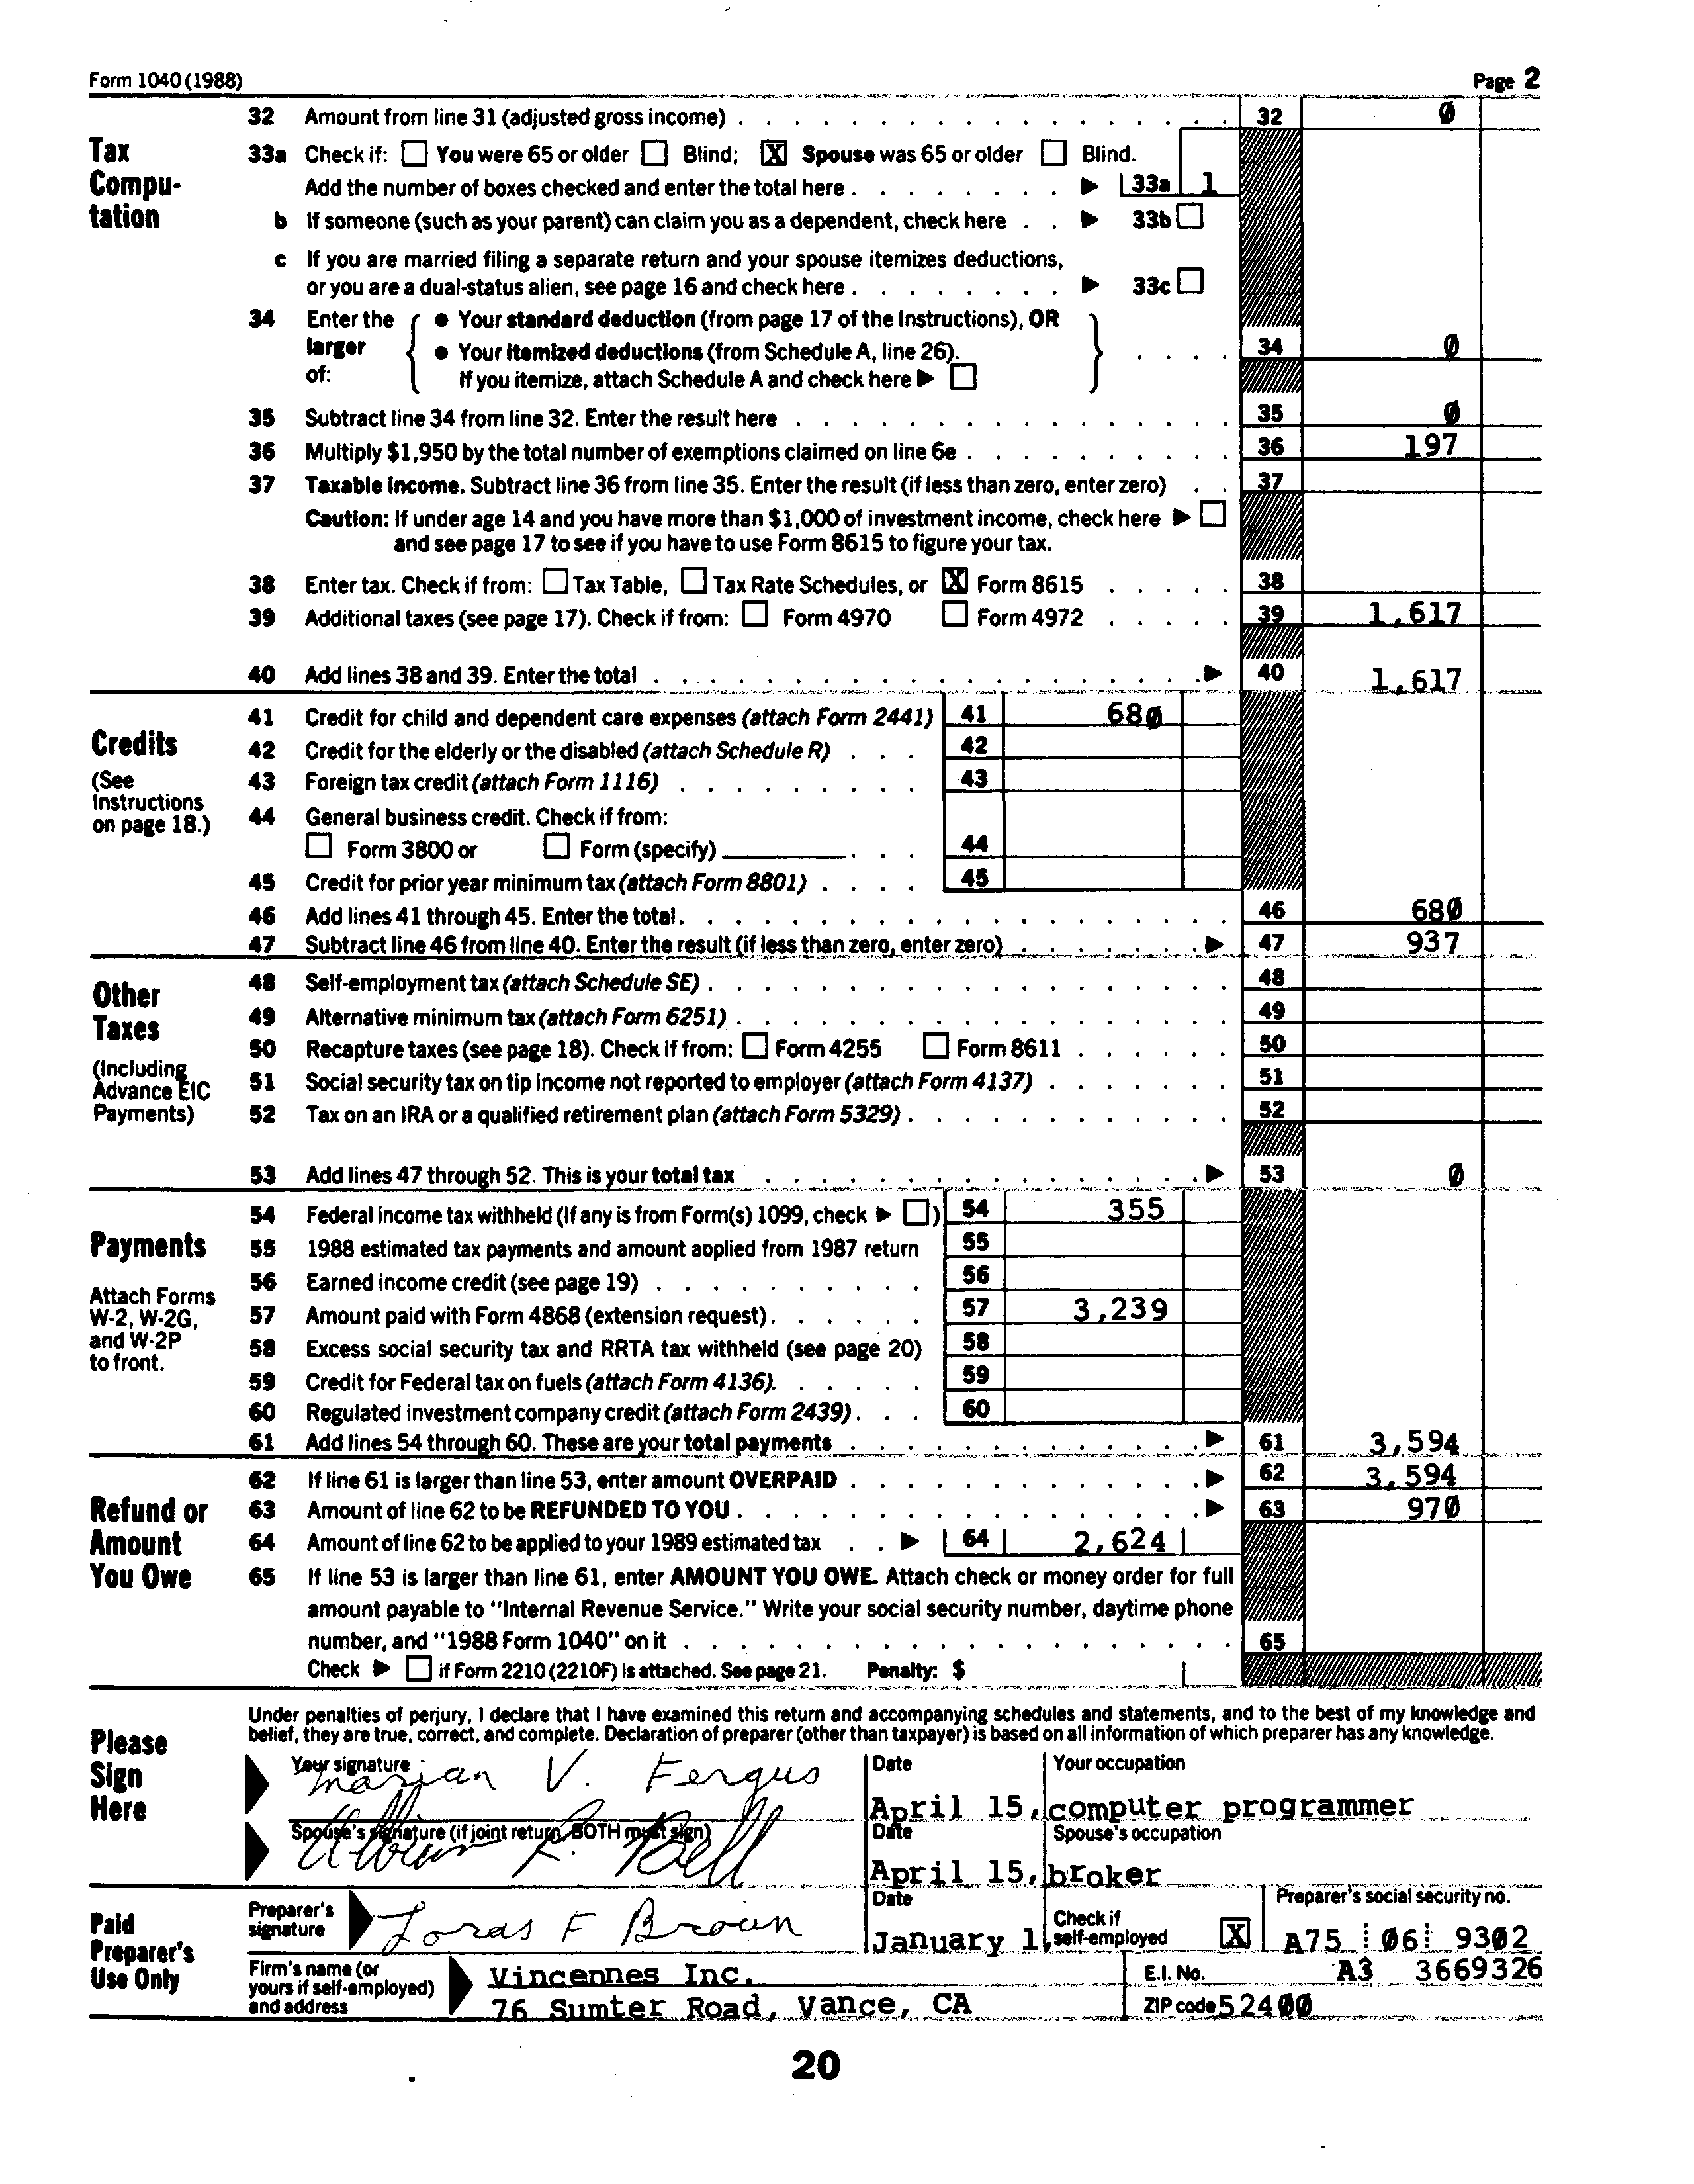 Form 1040 (1988) Page 2
32 Amount from line 31 (adjusted gross income) . . . 32 Ø
Tax Compu-tation
33a Check if: ☐ You were 65 or older ☐ Blind; ☒ Spouse was 65 or older ☐ Blind.
Add the number of boxes checked and enter the total here . . . ▶ 33a 1
b If someone (such as your parent) can claim you as a dependent, check here . . ▶ 33b ☐
c If you are married filing a separate return and your spouse itemizes deductions,
or you are a dual-status alien, see page 16 and check here . . . ▶ 33c ☐
34 Enter the larger of: { • Your standard deduction (from page 17 of the Instructions), OR
• Your itemized deductions (from Schedule A, line 26). } . . . . 34 Ø
If you itemize, attach Schedule A and check here ▶ ☐
35 Subtract line 34 from line 32. Enter the result here . . . 35 Ø
36 Multiply $1,950 by the total number of exemptions claimed on line 6e . . . 36 197
37 Taxable income. Subtract line 36 from line 35. Enter the result (if less than zero, enter zero) . . 37
Caution: If under age 14 and you have more than $1,000 of investment income, check here ▶ ☐
and see page 17 to see if you have to use Form 8615 to figure your tax.
38 Enter tax. Check if from: ☐ Tax Table, ☐ Tax Rate Schedules, or ☒ Form 8615 . . . 38
39 Additional taxes (see page 17). Check if from: ☐ Form 4970 ☐ Form 4972 . . . 39 1,617
40 Add lines 38 and 39. Enter the total . . . ▶ 40 1,617
Credits
(See Instructions on page 18.)
41 Credit for child and dependent care expenses (attach Form 2441) 41 68Ø
42 Credit for the elderly or the disabled (attach Schedule R) . . . 42
43 Foreign tax credit (attach Form 1116) . . . 43
44 General business credit. Check if from:
☐ Form 3800 or ☐ Form (specify) ______ . . . 44
45 Credit for prior year minimum tax (attach Form 8801) . . . . 45
46 Add lines 41 through 45. Enter the total . . . 46 68Ø
47 Subtract line 46 from line 40. Enter the result (if less than zero, enter zero) . . . ▶ 47 937
Other Taxes
(Including Advance EIC Payments)
48 Self-employment tax (attach Schedule SE) . . . 48
49 Alternative minimum tax (attach Form 6251) . . . 49
50 Recapture taxes (see page 18). Check if from: ☐ Form 4255 ☐ Form 8611 . . . 50
51 Social security tax on tip income not reported to employer (attach Form 4137) . . . 51
52 Tax on an IRA or a qualified retirement plan (attach Form 5329) . . . 52
53 Add lines 47 through 52. This is your total tax . . . ▶ 53 Ø
Payments
Attach Forms W-2, W-2G, and W-2P to front.
54 Federal income tax withheld (If any is from Form(s) 1099, check ▶ ☐) 54 355
55 1988 estimated tax payments and amount applied from 1987 return 55
56 Earned income credit (see page 19) . . . 56
57 Amount paid with Form 4868 (extension request) . . . 57 3,239
58 Excess social security tax and RRTA tax withheld (see page 20) 58
59 Credit for Federal tax on fuels (attach Form 4136). . . . 59
60 Regulated investment company credit (attach Form 2439) . . . 60
61 Add lines 54 through 60. These are your total payments . . . ▶ 61 3,594
Refund or Amount You Owe
62 If line 61 is larger than line 53, enter amount OVERPAID . . . ▶ 62 3,594
63 Amount of line 62 to be REFUNDED TO YOU . . . ▶ 63 97Ø
64 Amount of line 62 to be applied to your 1989 estimated tax . . ▶ 64 2,624
65 If line 53 is larger than line 61, enter AMOUNT YOU OWE. Attach check or money order for full
amount payable to "Internal Revenue Service." Write your social security number, daytime phone
number, and "1988 Form 1040" on it . . . 65
Check ▶ ☐ if Form 2210 (2210F) is attached. See page 21. Penalty: $
Please Sign Here
Under penalties of perjury, I declare that I have examined this return and accompanying schedules and statements, and to the best of my knowledge and
belief, they are true, correct, and complete. Declaration of preparer (other than taxpayer) is based on all information of which preparer has any knowledge.
Your signature Date Your occupation
Marian V. Fergus April 15, computer programmer
Spouse's signature (if joint return, BOTH must sign) Date Spouse's occupation
R. Bell April 15, broker
Paid Preparer's Use Only
Preparer's signature Date Check if self-employed ☒ Preparer's social security no.
Loras F Brown January 1, A75 Ø6 93Ø2
Firm's name (or yours if self-employed) and address
Vincennes Inc. E.I. No. A3 3669326
76 Sumter Road, Vance, CA ZIP code 524ØØ
20